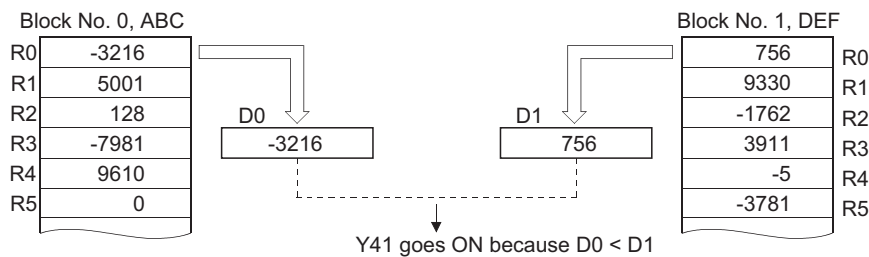 Block No. 0, ABC
Block No. 1, DEF
R0 -3216
R1 5001
R2 128
R3 -7981
R4 9610
R5 0
D0
-3216
D1
756
756 R0
9330 R1
-1762 R2
3911 R3
-5 R4
-3781 R5
Y41 goes ON because D0 < D1